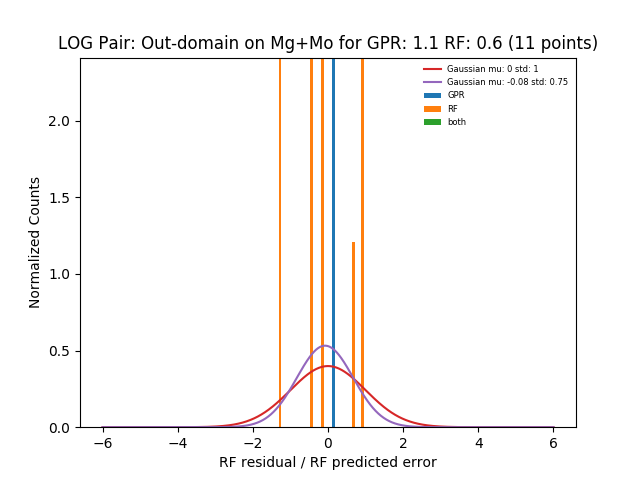 LOG Pair: Out-domain on Mg+Mo for GPR: 1.1 RF: 0.6 (11 points)
Gaussian mu: 0 std: 1
Gaussian mu: -0.08 std: 0.75
GPR
RF
both
Normalized Counts
2.0
1.5
1.0
0.5
0.0
−6 −4 −2 0 2 4 6
RF residual / RF predicted error